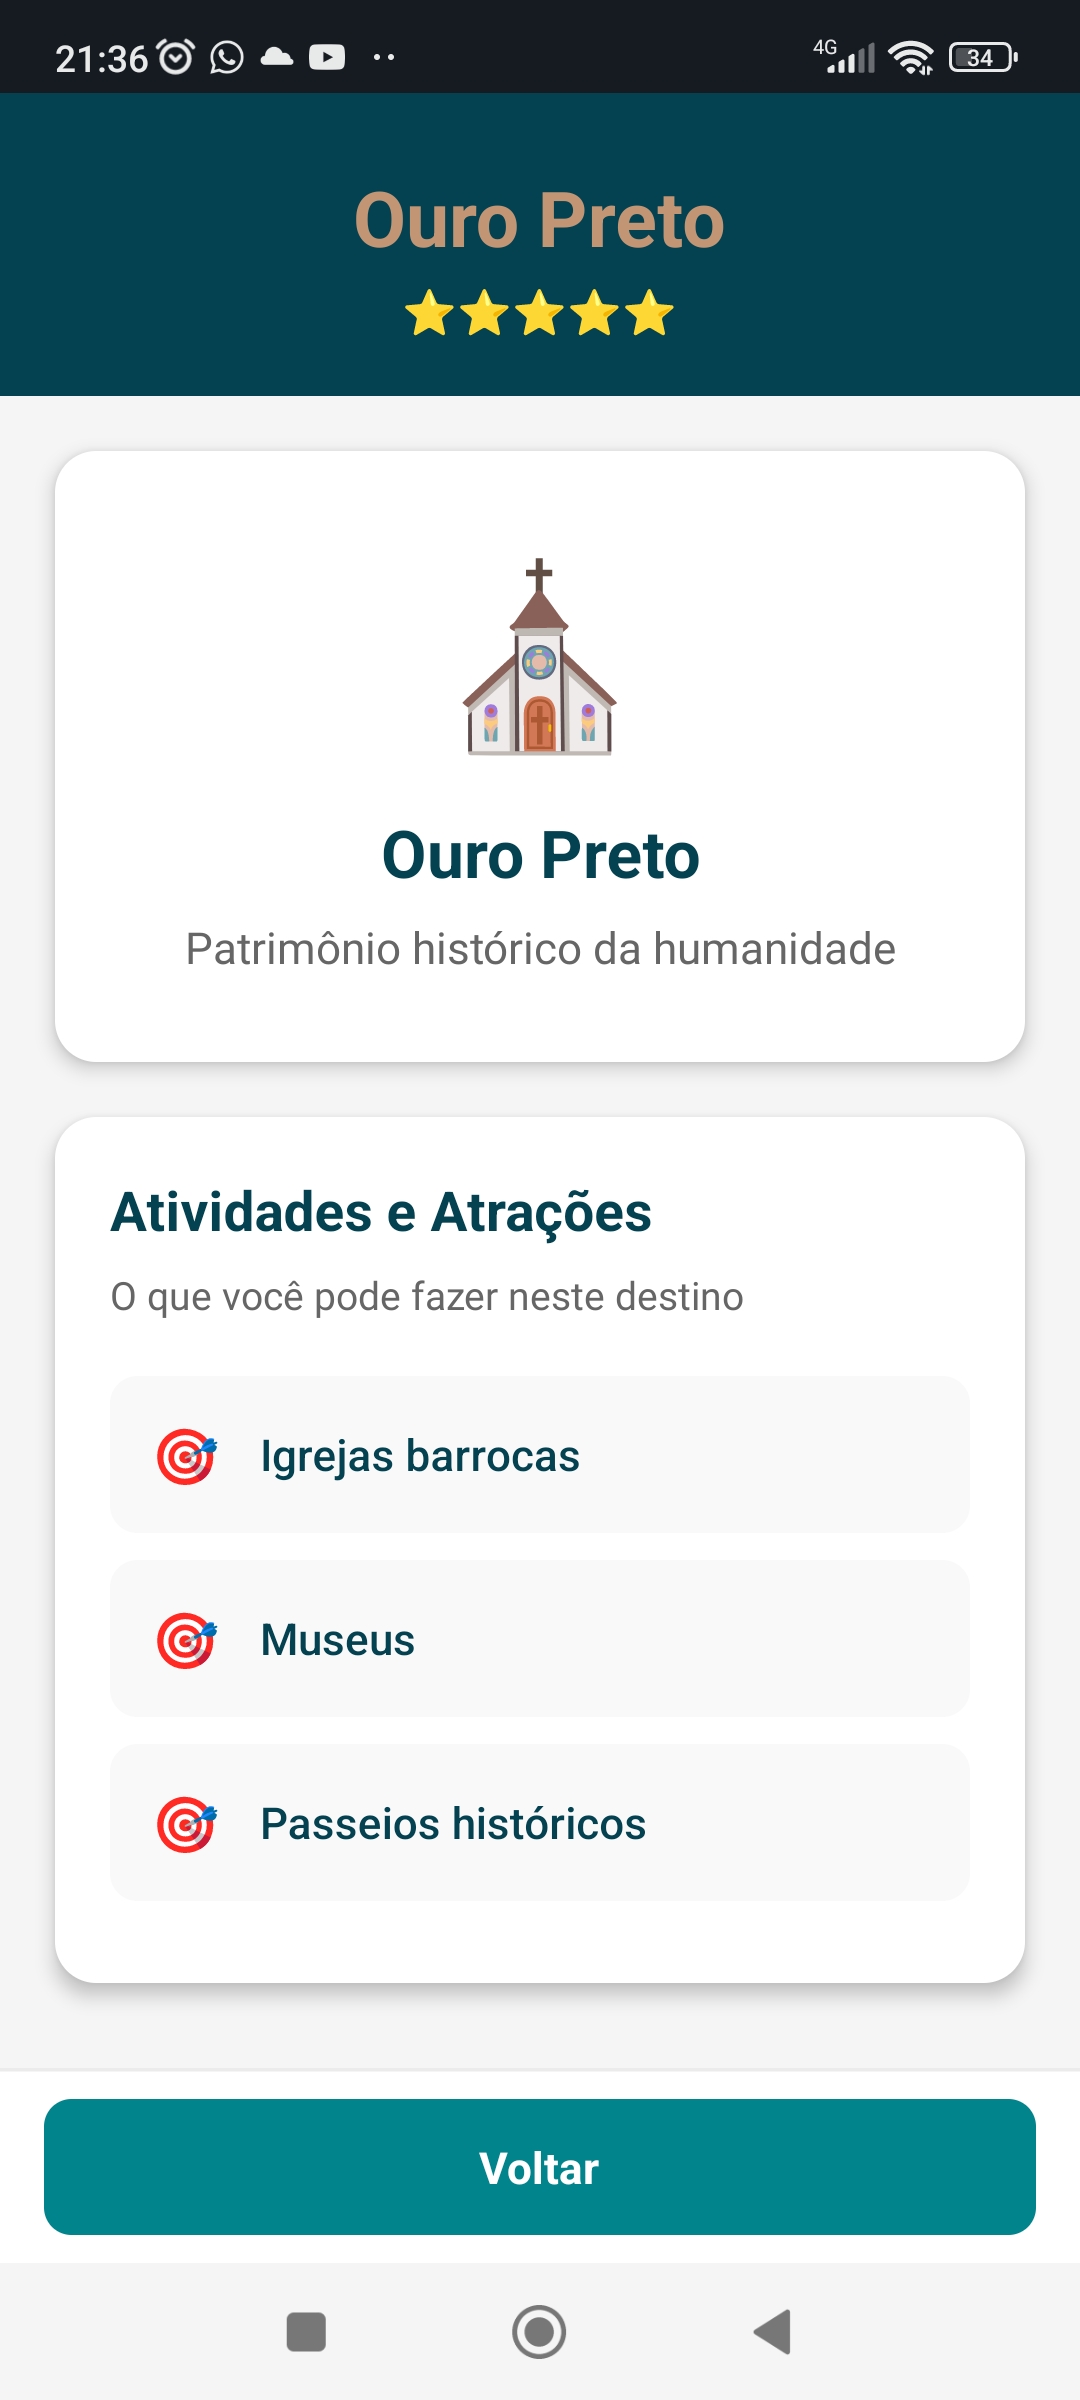 21:36
4G
34
Ouro Preto
Ouro Preto
Patrimônio histórico da humanidade
Atividades e Atrações
O que você pode fazer neste destino
Igrejas barrocas
Museus
Passeios históricos
Voltar